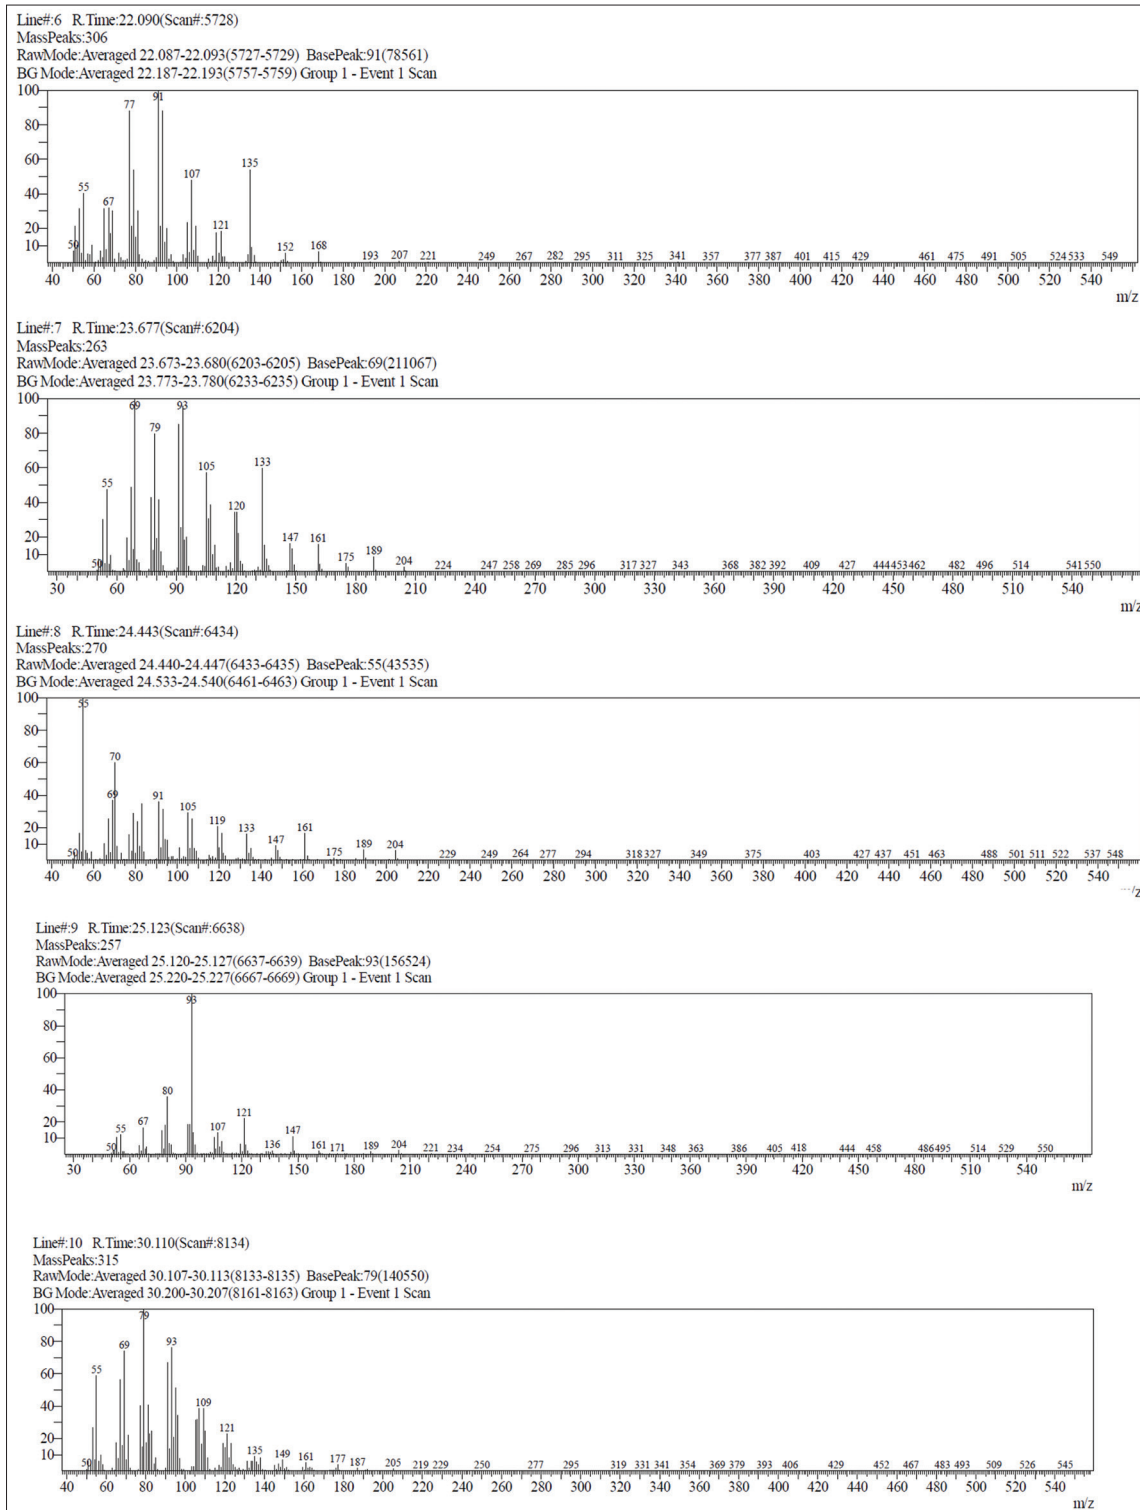 Line#:6 R.Time:22.090(Scan#:5728)
MassPeaks:306
RawMode:Averaged 22.087-22.093(5727-5729) BasePeak:91(78561)
BG Mode:Averaged 22.187-22.193(5757-5759) Group 1 - Event 1 Scan
100
80
60
40
20
10
50 55 67 77 91 107 121 135 152 168 193 207 221 249 267 282 295 311 325 341 357 377 387 401 415 429 461 475 491 505 524 533 549
40 60 80 100 120 140 160 180 200 220 240 260 280 300 320 340 360 380 400 420 440 460 480 500 520 540
m/z
Line#:7 R.Time:23.677(Scan#:6204)
MassPeaks:263
RawMode:Averaged 23.673-23.680(6203-6205) BasePeak:69(211067)
BG Mode:Averaged 23.773-23.780(6233-6235) Group 1 - Event 1 Scan
100
80
60
40
20
10
50 55 69 79 93 105 120 133 147 161 175 189 204 224 247 258 269 285 296 317 327 343 368 382 392 409 427 444 453 462 482 496 514 541 550
30 60 90 120 150 180 210 240 270 300 330 360 390 420 450 480 510 540
m/z
Line#:8 R.Time:24.443(Scan#:6434)
MassPeaks:270
RawMode:Averaged 24.440-24.447(6433-6435) BasePeak:55(43535)
BG Mode:Averaged 24.533-24.540(6461-6463) Group 1 - Event 1 Scan
100
80
60
40
20
10
50 55 69 70 91 105 119 133 147 161 175 189 204 229 249 264 277 294 318 327 349 375 403 427 437 451 463 488 501 511 522 537 548
40 60 80 100 120 140 160 180 200 220 240 260 280 300 320 340 360 380 400 420 440 460 480 500 520 540
Line#:9 R.Time:25.123(Scan#:6638)
MassPeaks:257
RawMode:Averaged 25.120-25.127(6637-6639) BasePeak:93(156524)
BG Mode:Averaged 25.220-25.227(6667-6669) Group 1 - Event 1 Scan
100
80
60
40
20
10
50 55 67 80 93 107 121 136 147 161 171 189 204 221 234 254 275 296 313 331 348 363 386 405 418 444 458 486 495 514 529 550
30 60 90 120 150 180 210 240 270 300 330 360 390 420 450 480 510 540
m/z
Line#:10 R.Time:30.110(Scan#:8134)
MassPeaks:315
RawMode:Averaged 30.107-30.113(8133-8135) BasePeak:79(140550)
BG Mode:Averaged 30.200-30.207(8161-8163) Group 1 - Event 1 Scan
100
80
60
40
20
10
50 55 69 79 93 109 121 135 149 161 177 187 205 219 229 250 277 295 319 331 341 354 369 379 393 406 429 452 467 483 493 509 526 545
40 60 80 100 120 140 160 180 200 220 240 260 280 300 320 340 360 380 400 420 440 460 480 500 520 540
m/z